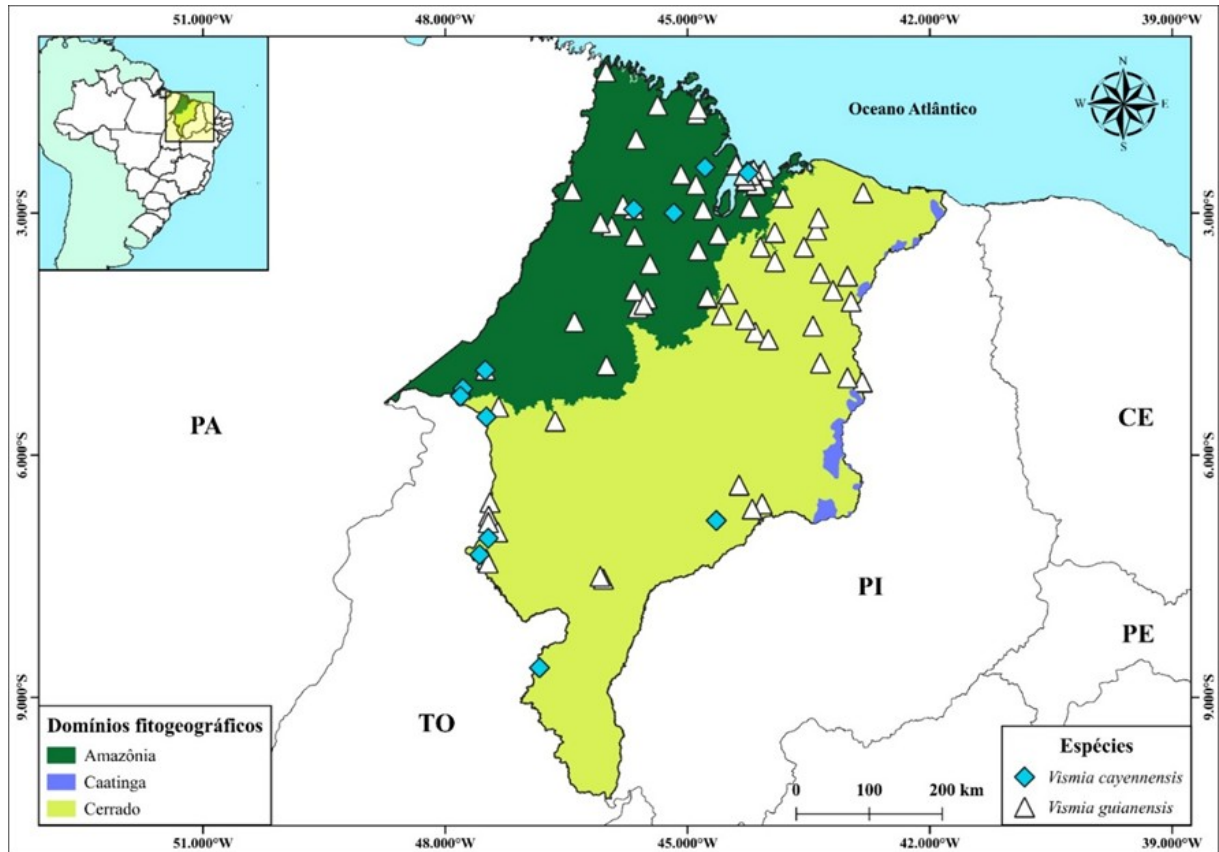 51.000°W 48.000°W 45.000°W 42.000°W 39.000°W
Oceano Atlântico
N
W E
S
3.000°S 3.000°S
PA
CE
6.000°S 6.000°S
PI
PE
TO
9.000°S 9.000°S
Domínios fitogeográficos
Amazônia
Caatinga
Cerrado
Espécies
Vismia cayennensis
Vismia guianensis
0 100 200 km
51.000°W 48.000°W 45.000°W 42.000°W 39.000°W